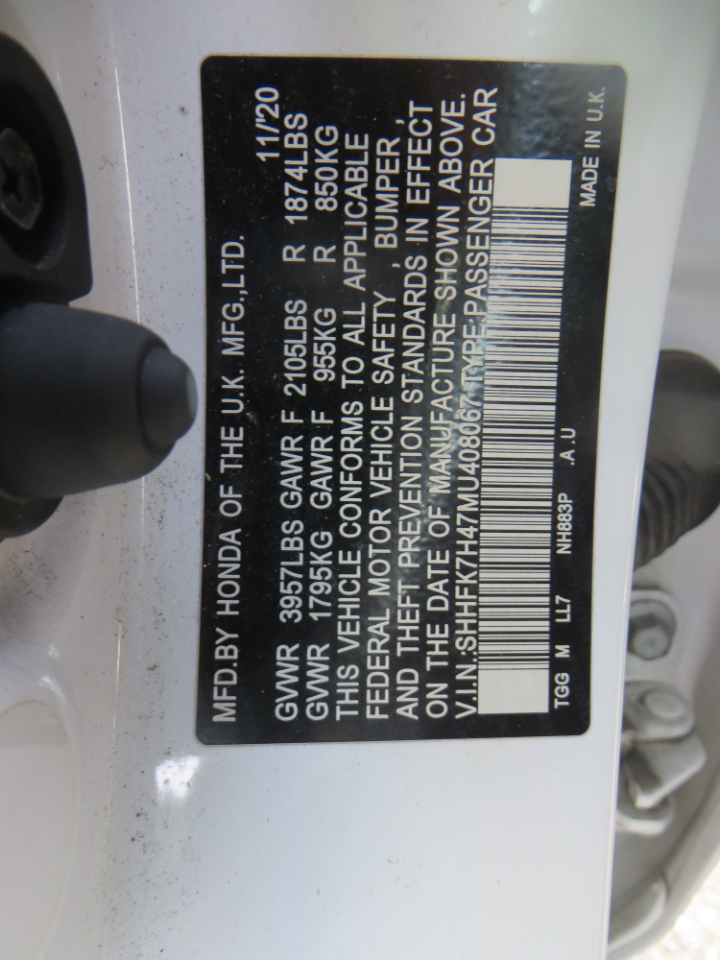 MFD.BY HONDA OF THE U.K. MFG.,LTD. 11/'20
GVWR 3957LBS GAWR F 2105LBS R 1874LBS
GVWR 1795KG GAWR F 955KG R 850KG
THIS VEHICLE CONFORMS TO ALL APPLICABLE
FEDERAL MOTOR VEHICLE SAFETY , BUMPER ,
AND THEFT PREVENTION STANDARDS IN EFFECT
ON THE DATE OF MANUFACTURE SHOWN ABOVE.
V.I.N.:SHHFK7H47MU408067 TYPE:PASSENGER CAR
TGG M LL7 NH883P .A .U MADE IN U.K.